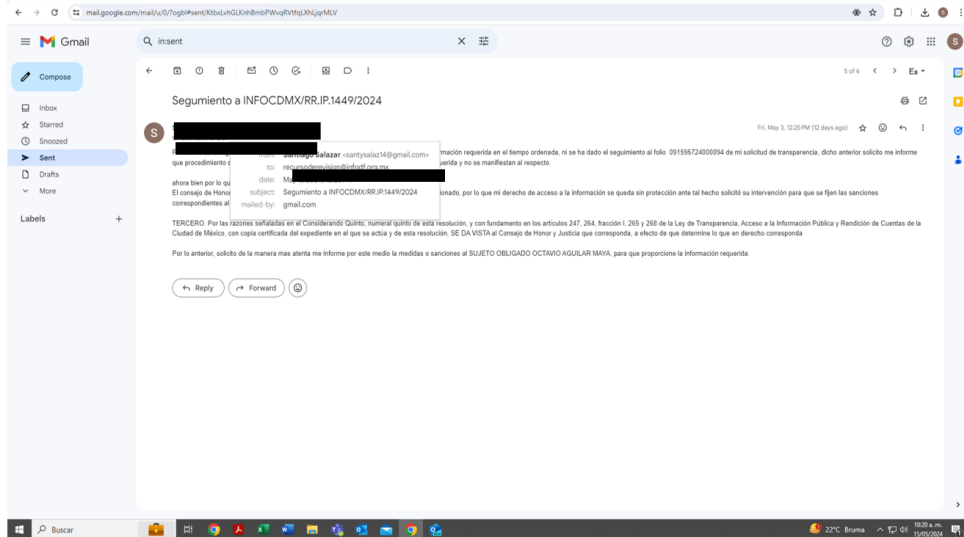 mail.google.com/mail/u/0/?ogbl#sent/KtbxLvhGLKnhBmbPWvqRVtfqLXhLjqrMLV
Gmail
in:sent
Compose
5 of 6
Es
Inbox
Starred
Snoozed
Sent
Drafts
More
Labels
Segumiento a INFOCDMX/RR.IP.1449/2024
S
Fri, May 3, 12:25 PM (12 days ago)
from: Santiago Salazar <santysalaz14@gmail.com>
to: recursoderevision@infodf.org.mx
date:
subject: Segumiento a INFOCDMX/RR.IP.1449/2024
mailed-by: gmail.com
mación requerida en el tiempo ordenada, ni se ha dado el seguimiento al folio 091595724000094 de mi solicitud de transparencia, dicho anterior solicito me informe
que procedimiento s uerida y no se manifiestan al respecto.
ahora bien por lo qu
El consejo de Honor ionado, por lo que mi derecho de acceso a la información se queda sin protección ante tal hecho solicitó su intervención para que se fijen las sanciones
correspondientes al
TERCERO. Por las razones señaladas en el Considerando Quinto, numeral quinto de esta resolución, y con fundamento en los artículos 247, 264, fracción I, 265 y 268 de la Ley de Transparencia, Acceso a la Información Pública y Rendición de Cuentas de la
Ciudad de México, con copia certificada del expediente en el que se actúa y de esta resolución, SE DA VISTA al Consejo de Honor y Justicia que corresponda, a efecto de que determine lo que en derecho corresponda
Por lo anterior, solicito de la manera mas atenta me informe por este medio la medidas o sanciones al SUJETO OBLIGADO OCTAVIO AGUILAR MAYA, para que proporcione la información requerida.
Reply
Forward
Buscar
22°C Bruma
10:20 a. m.
15/05/2024